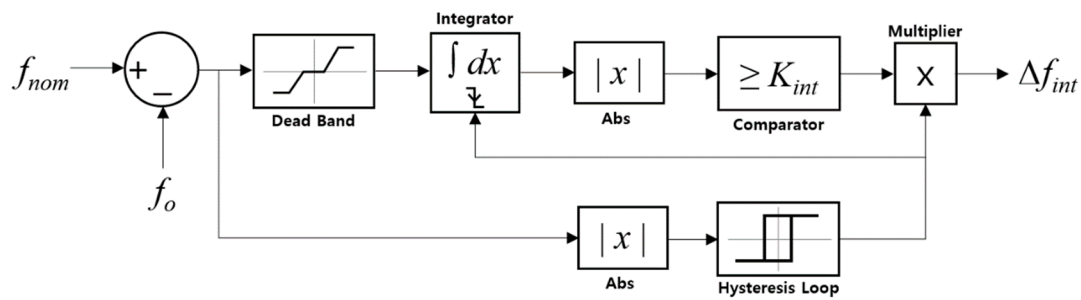 Integrator
Multiplier
f_nom
+
−
∫ dx
| x |
≥ K_int
X
Δf_int
Dead Band
Abs
Comparator
f_o
| x |
Abs
Hysteresis Loop